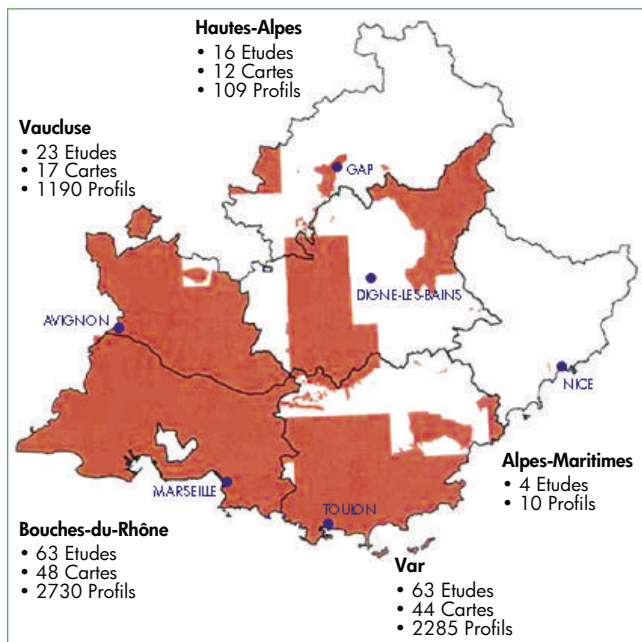 Hautes-Alpes
• 16 Etudes
• 12 Cartes
• 109 Profils
Vaucluse
• 23 Etudes
• 17 Cartes
• 1190 Profils
GAP
DIGNE-LES-BAINS
AVIGNON
NICE
MARSEILLE
TOULON
Alpes-Maritimes
• 4 Etudes
• 10 Profils
Bouches-du-Rhône
• 63 Etudes
• 48 Cartes
• 2730 Profils
Var
• 63 Etudes
• 44 Cartes
• 2285 Profils